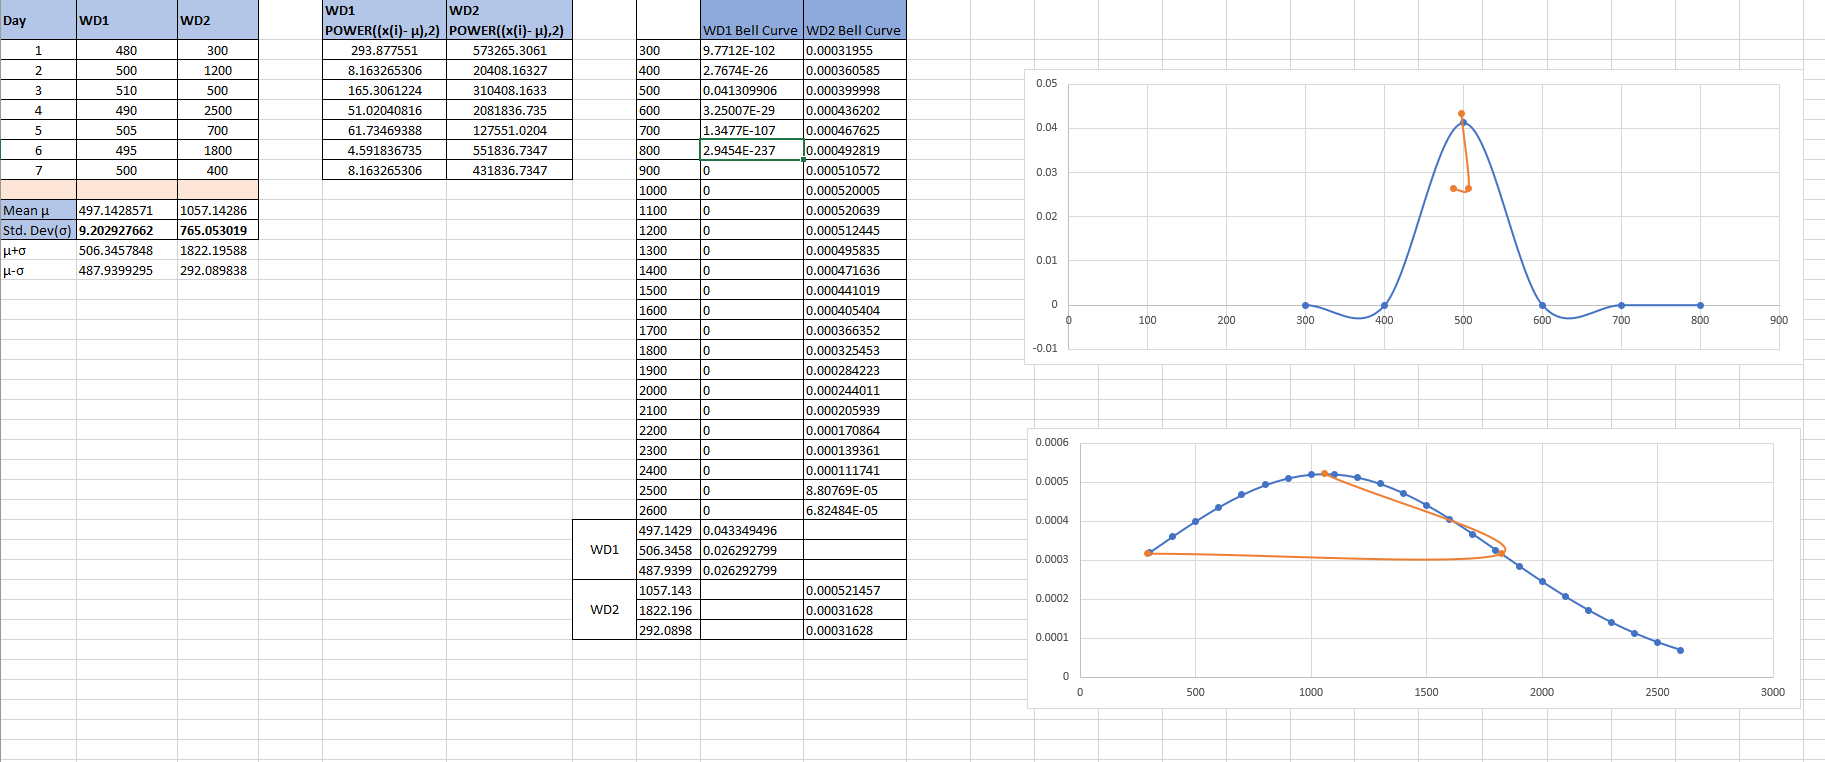 Day WD1 WD2
1 480 300
2 500 1200
3 510 500
4 490 2500
5 505 700
6 495 1800
7 500 400
Mean μ 497.1428571 1057.14286
Std. Dev(σ) 9.202927662 765.053019
μ+σ 506.3457848 1822.19588
μ-σ 487.9399295 292.089838
WD1 WD2
POWER((x(i)- μ),2) POWER((x(i)- μ),2)
293.877551 573265.3061
8.163265306 20408.16327
165.3061224 310408.1633
51.02040816 2081836.735
61.73469388 127551.0204
4.591836735 551836.7347
8.163265306 431836.7347
WD1 Bell Curve WD2 Bell Curve
300 9.7712E-102 0.00031955
400 2.7674E-26 0.000360585
500 0.041309906 0.000399998
600 3.25007E-29 0.000436202
700 1.3477E-107 0.000467625
800 2.9454E-237 0.000492819
900 0 0.000510572
1000 0 0.000520005
1100 0 0.000520639
1200 0 0.000512445
1300 0 0.000495835
1400 0 0.000471636
1500 0 0.000441019
1600 0 0.000405404
1700 0 0.000366352
1800 0 0.000325453
1900 0 0.000284223
2000 0 0.000244011
2100 0 0.000205939
2200 0 0.000170864
2300 0 0.000139361
2400 0 0.000111741
2500 0 8.80769E-05
2600 0 6.82484E-05
WD1
497.1429 0.043349496
506.3458 0.026292799
487.9399 0.026292799
WD2
1057.143 0.000521457
1822.196 0.00031628
292.0898 0.00031628
0.05
0.04
0.03
0.02
0.01
0
-0.01
0 100 200 300 400 500 600 700 800 900
0.0006
0.0005
0.0004
0.0003
0.0002
0.0001
0
0 500 1000 1500 2000 2500 3000